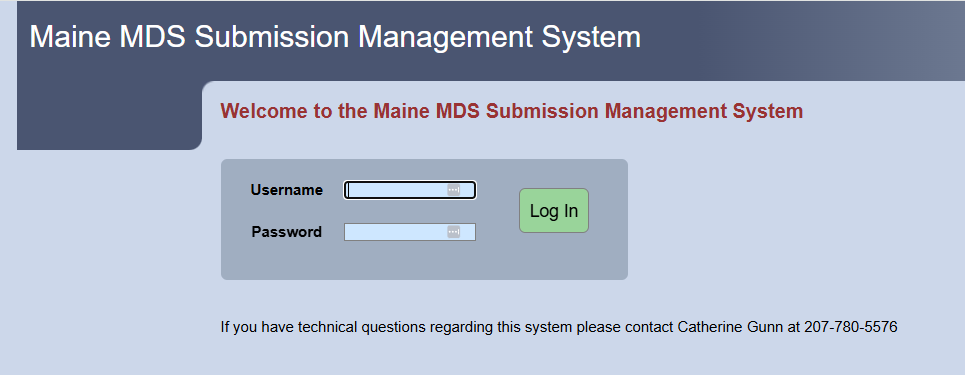 Maine MDS Submission Management System
Welcome to the Maine MDS Submission Management System
Username
Log In
Password
If you have technical questions regarding this system please contact Catherine Gunn at 207-780-5576